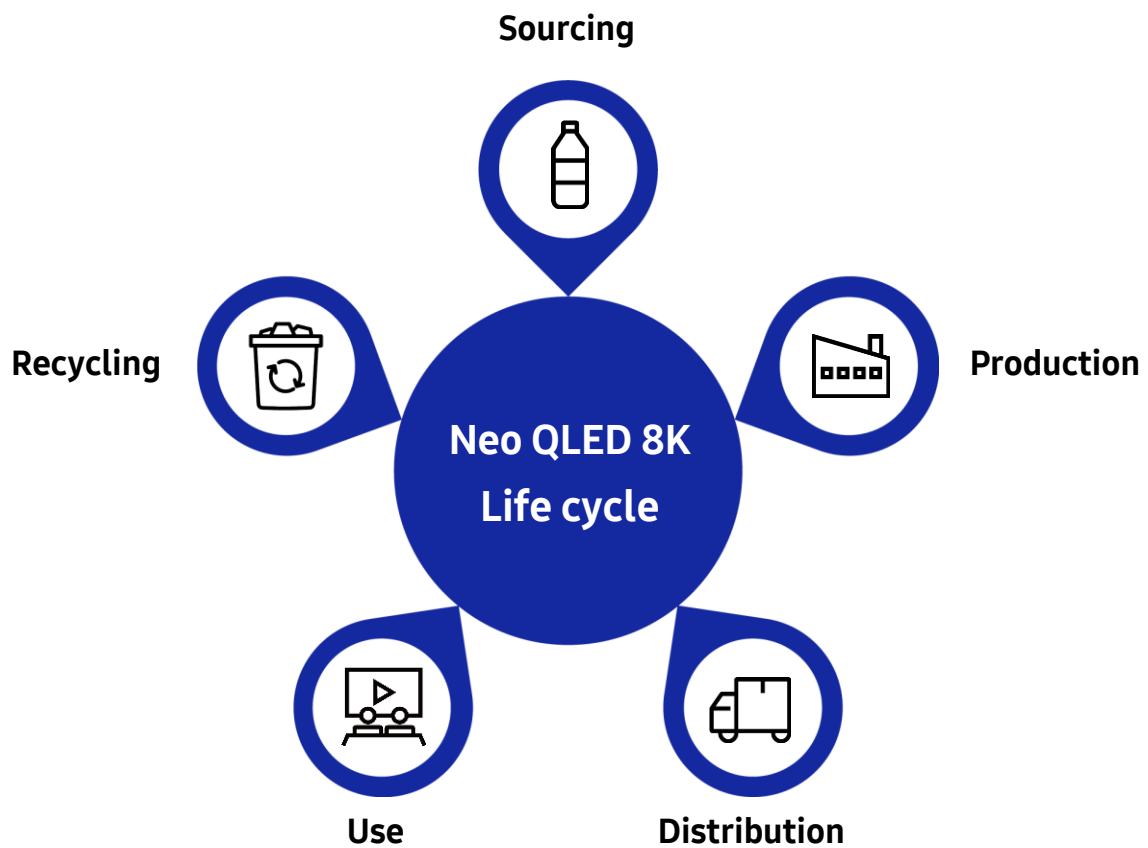 Sourcing
Recycling
Production
Neo QLED 8K
Life cycle
Use
Distribution